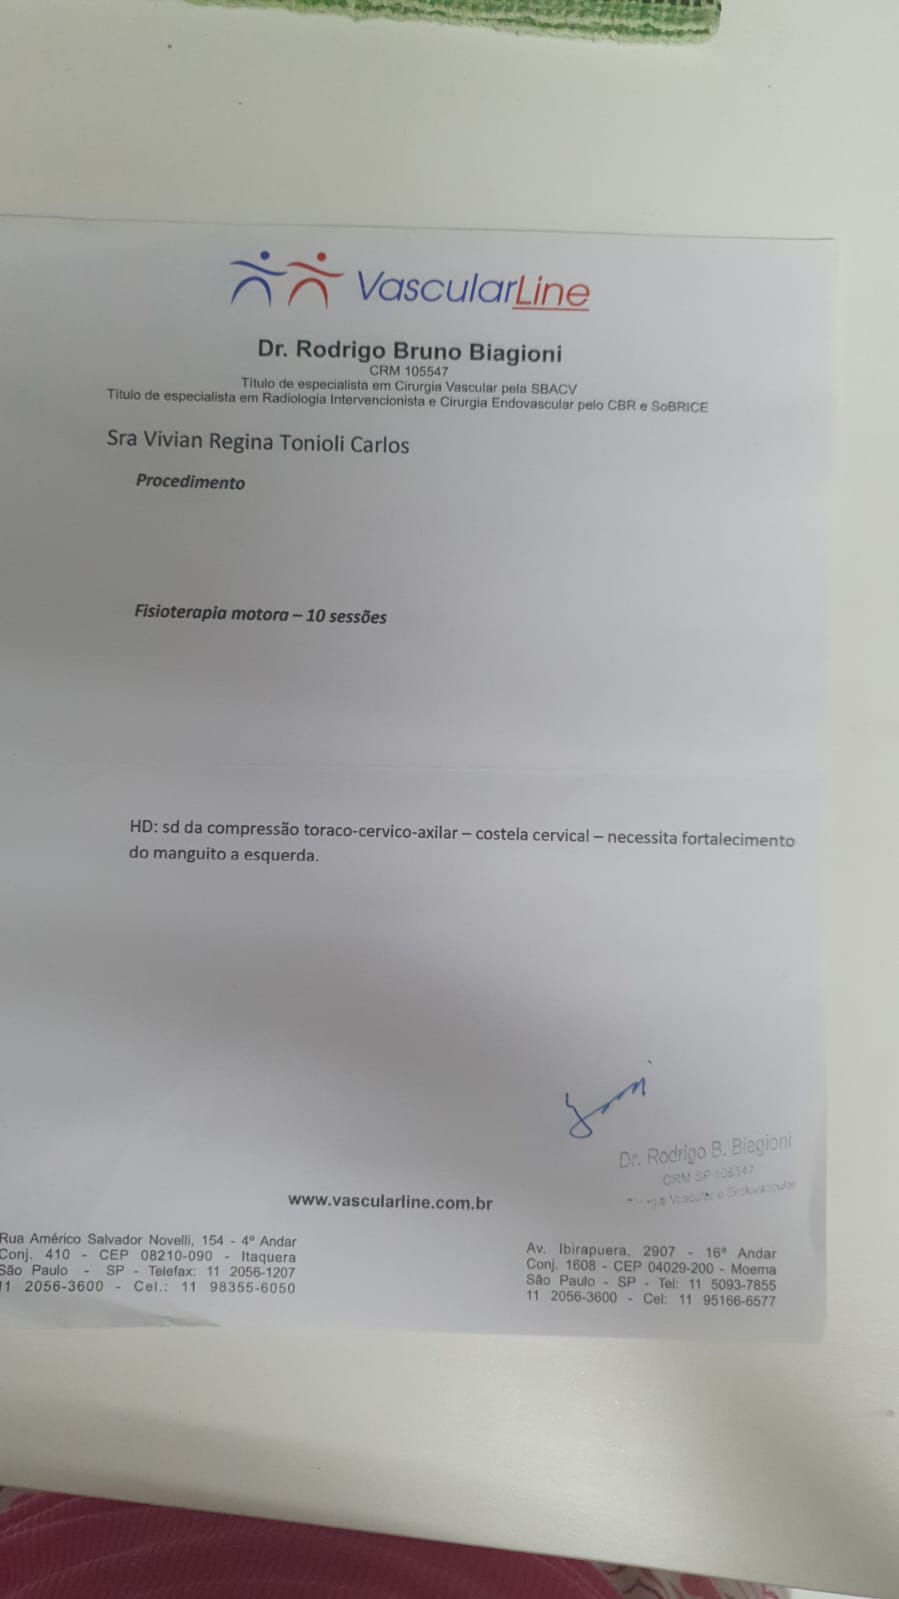 VascularLine
Dr. Rodrigo Bruno Biagioni
CRM 105547
Título de especialista em Cirurgia Vascular pela SBACV
Título de especialista em Radiologia Intervencionista e Cirurgia Endovascular pelo CBR e SoBRICE
Sra Vivian Regina Tonioli Carlos
Procedimento
Fisioterapia motora – 10 sessões
HD: sd da compressão toraco-cervico-axilar – costela cervical – necessita fortalecimento
do manguito a esquerda.
Dr. Rodrigo B. Biagioni
CRM SP 105547
Vascular e Endovascular
www.vascularline.com.br
Rua Américo Salvador Novelli, 154 - 4º Andar
Conj. 410 - CEP 08210-090 - Itaquera
São Paulo - SP - Telefax: 11 2056-1207
11 2056-3600 - Cel.: 11 98355-6050
Av. Ibirapuera, 2907 - 16º Andar
Conj. 1608 - CEP 04029-200 - Moema
São Paulo - SP - Tel: 11 5093-7855
11 2056-3600 - Cel: 11 95166-6577